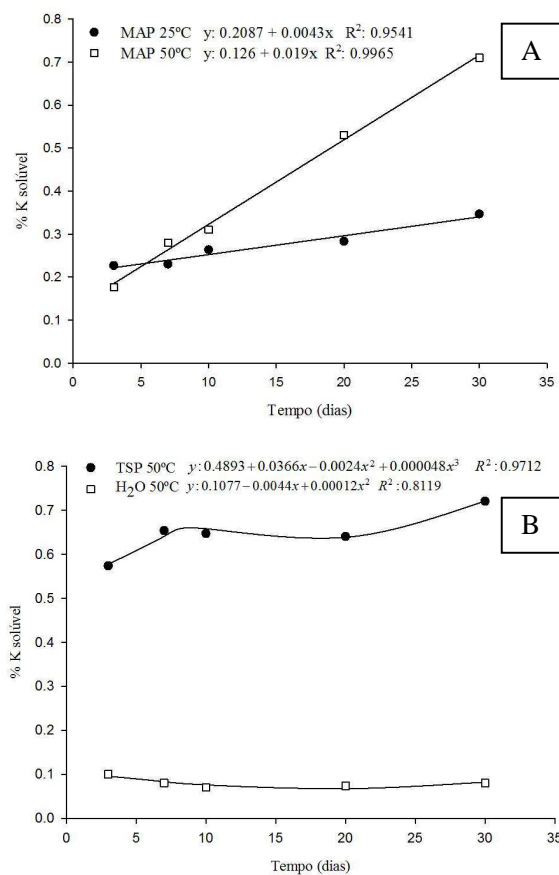 MAP 25ºC y: 0.2087 + 0.0043x R²: 0.9541
MAP 50ºC y: 0.126 + 0.019x R²: 0.9965
A
0.8
0.7
0.6
0.5
0.4
0.3
0.2
0.1
0.0
% K solúvel
0 5 10 15 20 25 30 35
Tempo (dias)
TSP 50ºC y:0.4893+0.0366x−0.0024x²+0.000048x³ R²:0.9712
H₂O 50ºC y:0.1077−0.0044x+0.00012x² R²:0.8119
B
0.8
0.7
0.6
0.5
0.4
0.3
0.2
0.1
0.0
% K solúvel
0 5 10 15 20 25 30 35
Tempo (dias)